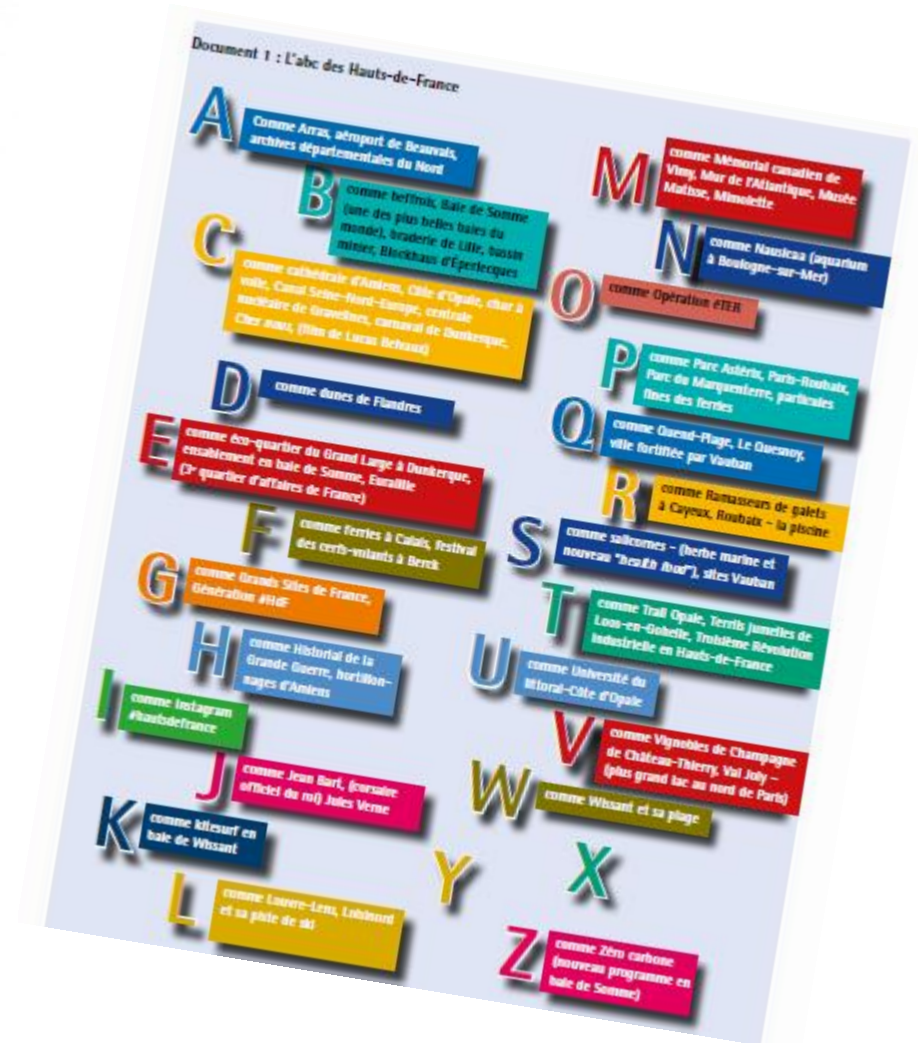 Document 1 : L'abc des Hauts-de-France
A
Comme Arras, aéroport de Beauvais,
archives départementales du Nord
B
comme beffrois, Baie de Somme
(une des plus belles baies du
monde), braderie de Lille, bassin
minier, Blockhaus d'Éperlecques
C
comme cathédrale d'Amiens, Côte d'Opale, char à
voile, Canal Seine-Nord-Europe, centrale
nucléaire de Gravelines, carnaval de Dunkerque,
Chez nous, (film de Lucas Belvaux)
D
comme dunes de Flandres
E
comme éco-quartier du Grand Large à Dunkerque,
ensablement en baie de Somme, Euralille
(3e quartier d'affaires de France)
F
comme ferries à Calais, festival
des cerfs-volants à Berck
G
comme Grands Sites de France,
Génération #HdF
H
comme Historial de la
Grande Guerre, hortillon-
nages d'Amiens
I
comme Instagram
#hautsdefrance
J
comme Jean Bart, (corsaire
officiel du roi) Jules Verne
K
comme kitesurf en
baie de Wissant
L
comme Louvre-Lens, Loisinord
et sa piste de ski
M
comme Mémorial canadien de
Vimy, Mur de l'Atlantique, Musée
Matisse, Mimolette
N
comme Nausicaa (aquarium
à Boulogne-sur-Mer)
O
comme Opération éTER
P
comme Parc Astérix, Paris-Roubaix,
Parc du Marquenterre, particules
fines des ferries
Q
comme Quend-Plage, Le Quesnoy,
ville fortifiée par Vauban
R
comme Ramasseurs de galets
à Cayeux, Roubaix - la piscine
S
comme salicornes – (herbe marine et
nouveau "health food"), sites Vauban
T
comme Trail Opale, Terrils jumelles de
Loos-en-Gohelle, Troisième Révolution
industrielle en Hauts-de-France
U
comme Université du
littoral-Côte d'Opale
V
comme Vignobles de Champagne
de Château-Thierry, Val Joly –
(plus grand lac au nord de Paris)
W
comme Wissant et sa plage
X
Y
Z
comme Zéro carbone
(nouveau programme en
baie de Somme)